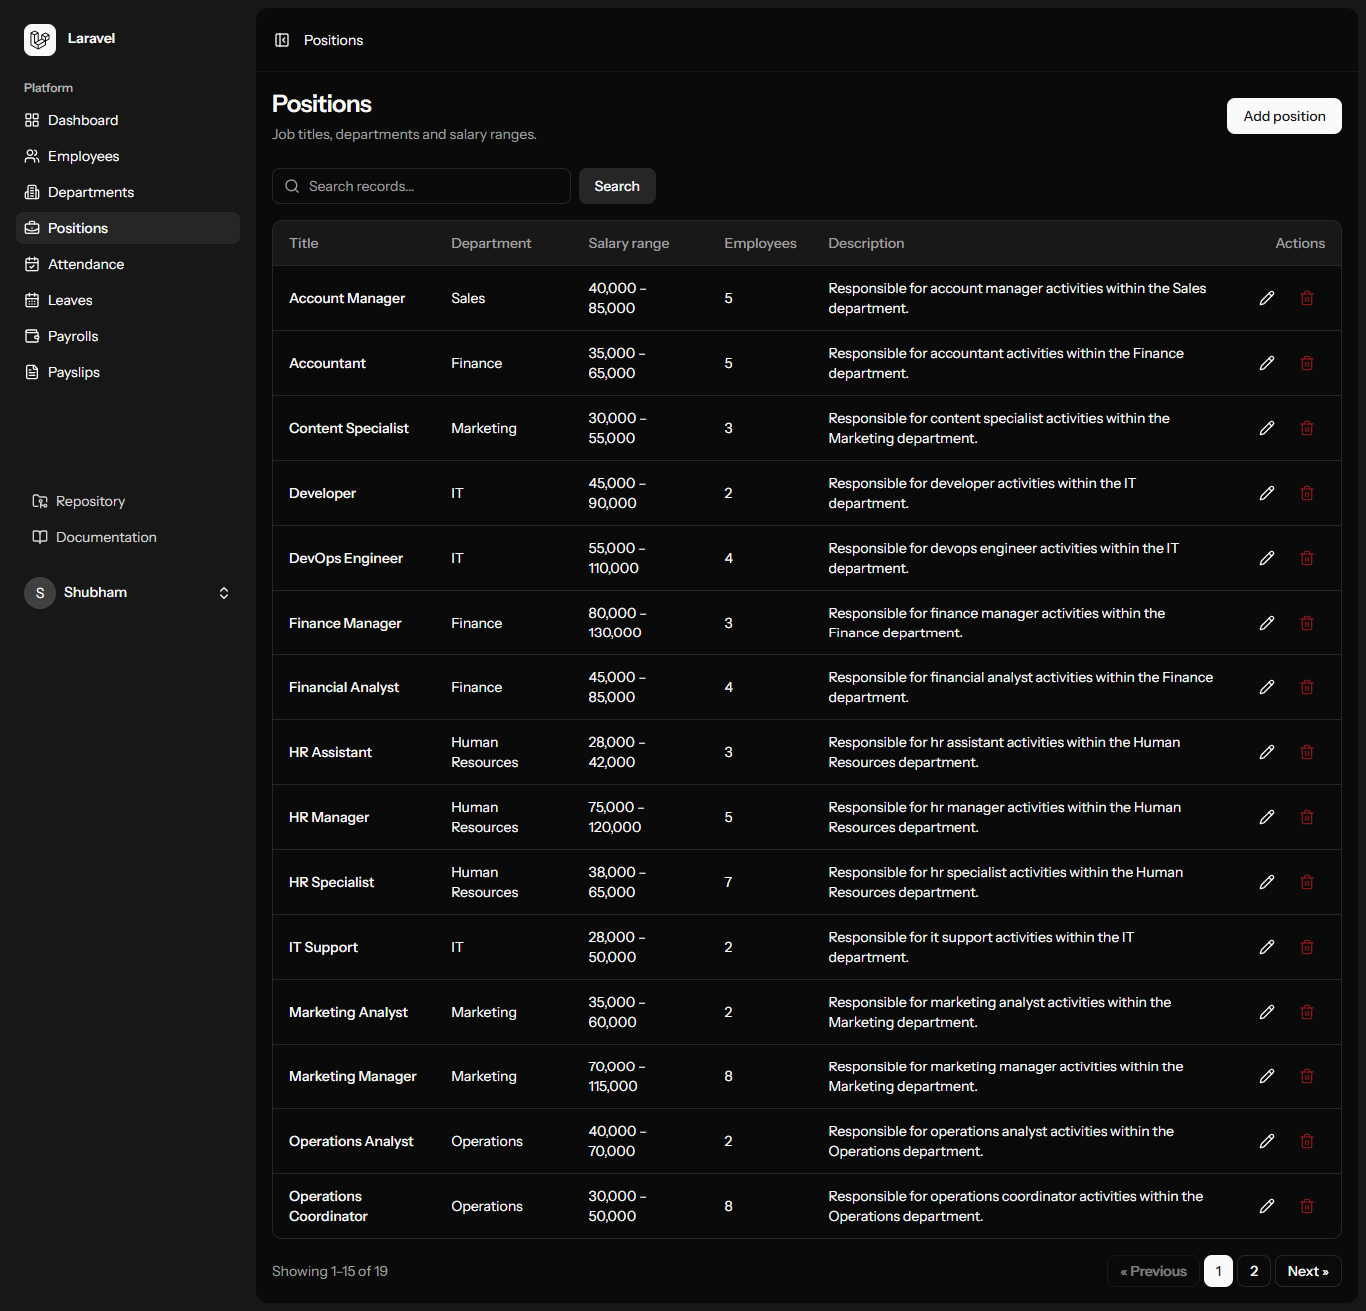 Laravel
Platform
Dashboard
Employees
Departments
Positions
Attendance
Leaves
Payrolls
Payslips
Repository
Documentation
S
Shubham
Positions
Positions
Job titles, departments and salary ranges.
Add position
Search records...
Search
Title Department Salary range Employees Description Actions
Account Manager Sales 40,000 – 85,000 5 Responsible for account manager activities within the Sales department.
Accountant Finance 35,000 – 65,000 5 Responsible for accountant activities within the Finance department.
Content Specialist Marketing 30,000 – 55,000 3 Responsible for content specialist activities within the Marketing department.
Developer IT 45,000 – 90,000 2 Responsible for developer activities within the IT department.
DevOps Engineer IT 55,000 – 110,000 4 Responsible for devops engineer activities within the IT department.
Finance Manager Finance 80,000 – 130,000 3 Responsible for finance manager activities within the Finance department.
Financial Analyst Finance 45,000 – 85,000 4 Responsible for financial analyst activities within the Finance department.
HR Assistant Human Resources 28,000 – 42,000 3 Responsible for hr assistant activities within the Human Resources department.
HR Manager Human Resources 75,000 – 120,000 5 Responsible for hr manager activities within the Human Resources department.
HR Specialist Human Resources 38,000 – 65,000 7 Responsible for hr specialist activities within the Human Resources department.
IT Support IT 28,000 – 50,000 2 Responsible for it support activities within the IT department.
Marketing Analyst Marketing 35,000 – 60,000 2 Responsible for marketing analyst activities within the Marketing department.
Marketing Manager Marketing 70,000 – 115,000 8 Responsible for marketing manager activities within the Marketing department.
Operations Analyst Operations 40,000 – 70,000 2 Responsible for operations analyst activities within the Operations department.
Operations Coordinator Operations 30,000 – 50,000 8 Responsible for operations coordinator activities within the Operations department.
Showing 1–15 of 19
« Previous 1 2 Next »